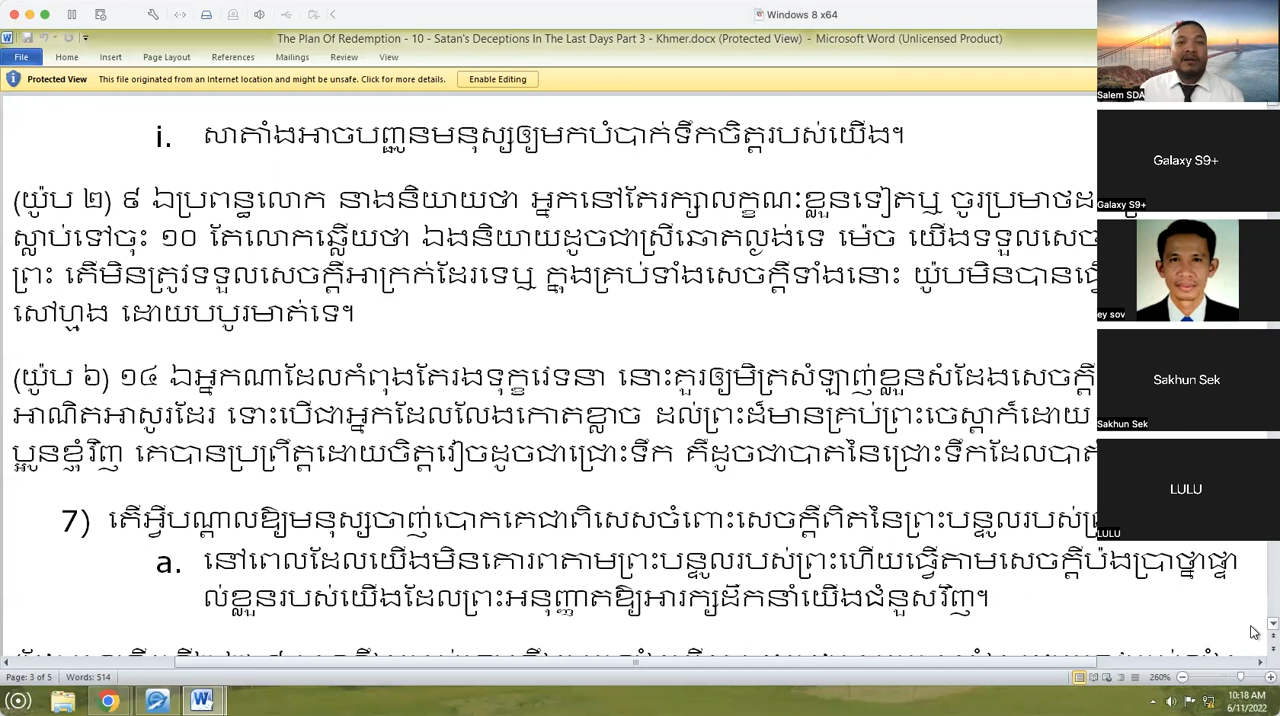 Windows 8 x64
The Plan Of Redemption - 10 - Satan's Deceptions In The Last Days Part 3 - Khmer.docx (Protected View) - Microsoft Word (Unlicensed Product)
File Home Insert Page Layout References Mailings Review View
Protected View This file originated from an Internet location and might be unsafe. Click for more details. Enable Editing
i. សាតាំងអាចបញ្ជូនមនុស្សឲ្យមកបំបាក់ទឹកចិត្តរបស់យើង។
(យ៉ូប ២) ៩ ឯប្រពន្ធលោក នាងនិយាយថា អ្នកនៅតែរក្សាលក្ខណៈខ្លួនទៀតឬ ចូរប្រមាថដ
ស្លាប់ទៅចុះ ១០ តែលោកឆ្លើយថា ឯងនិយាយដូចជាស្រីឆោតល្ងង់ទេ ម៉េច យើងទទួលសេច
ព្រះ តើមិនត្រូវទទួលសេចក្ដីអាក្រក់ដែរទេឬ ក្នុងគ្រប់ទាំងសេចក្ដីទាំងនោះ យ៉ូបមិនបានធ្វើ
សៅហ្មង ដោយបបូរមាត់ទេ។
(យ៉ូប ៦) ១៤ ឯអ្នកណាដែលកំពុងតែរងទុក្ខវេទនា នោះគួរឲ្យមិត្រសំឡាញ់ខ្លួនសំដែងសេចក្ដី
អាណិតអាសូរដែរ ទោះបើជាអ្នកដែលលែងកោតខ្លាច ដល់ព្រះដ៏មានគ្រប់ព្រះចេស្តាក៏ដោយ
ប្អូនខ្ញុំវិញ គេបានប្រព្រឹត្តដោយចិត្តវៀចដូចជាជ្រោះទឹក គឺដូចជាបាតនៃជ្រោះទឹកដែលបាត
7) តើអ្វីបណ្តាលឱ្យមនុស្សចាញ់បោកគេជាពិសេសចំពោះសេចក្តីពិតនៃព្រះបន្ទូលរបស់ព្រ
a. នៅពេលដែលយើងមិនគោរពតាមព្រះបន្ទូលរបស់ព្រះហើយធ្វើតាមសេចក្តីប៉ងប្រាថ្នាផ្ទា
ល់ខ្លួនរបស់យើងដែលព្រះអនុញ្ញាតឱ្យអារក្សដឹកនាំយើងជំនួសវិញ។
Salem SDA
Galaxy S9+
Galaxy S9+
ey sov
Sakhun Sek
Sakhun Sek
LULU
LULU
Page: 3 of 5 Words: 514 260%
10:18 AM
6/11/2022